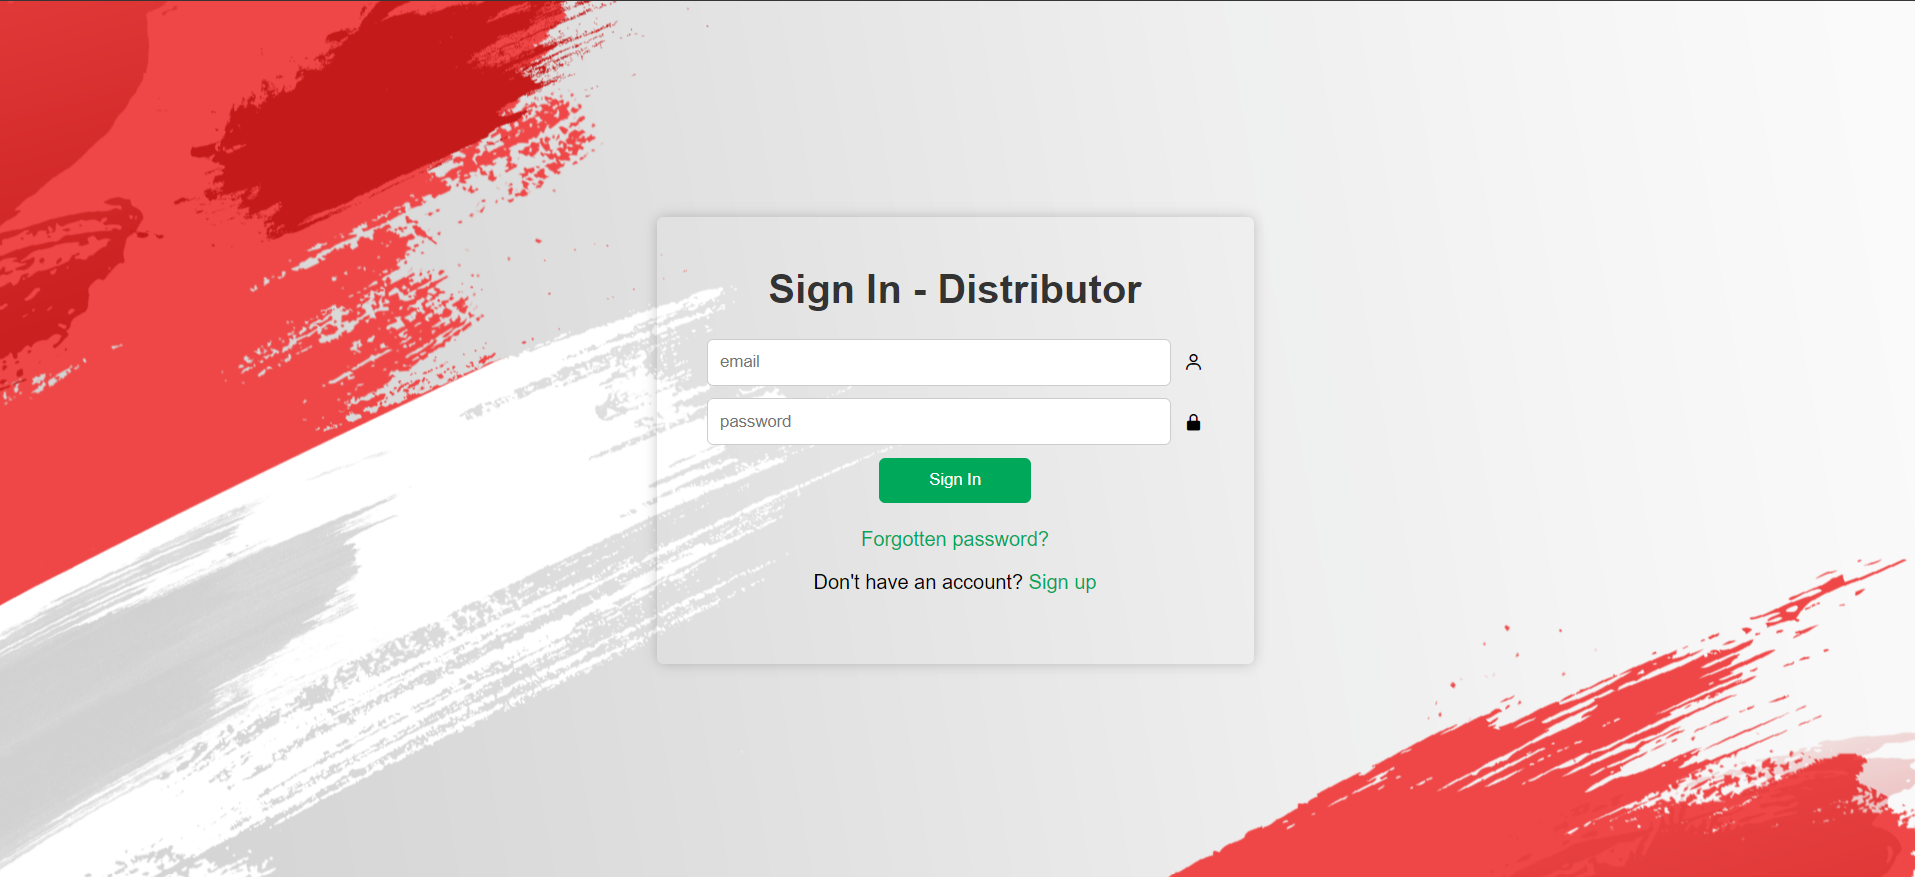 Sign In - Distributor
email
password
Sign In
Forgotten password?
Don't have an account? Sign up